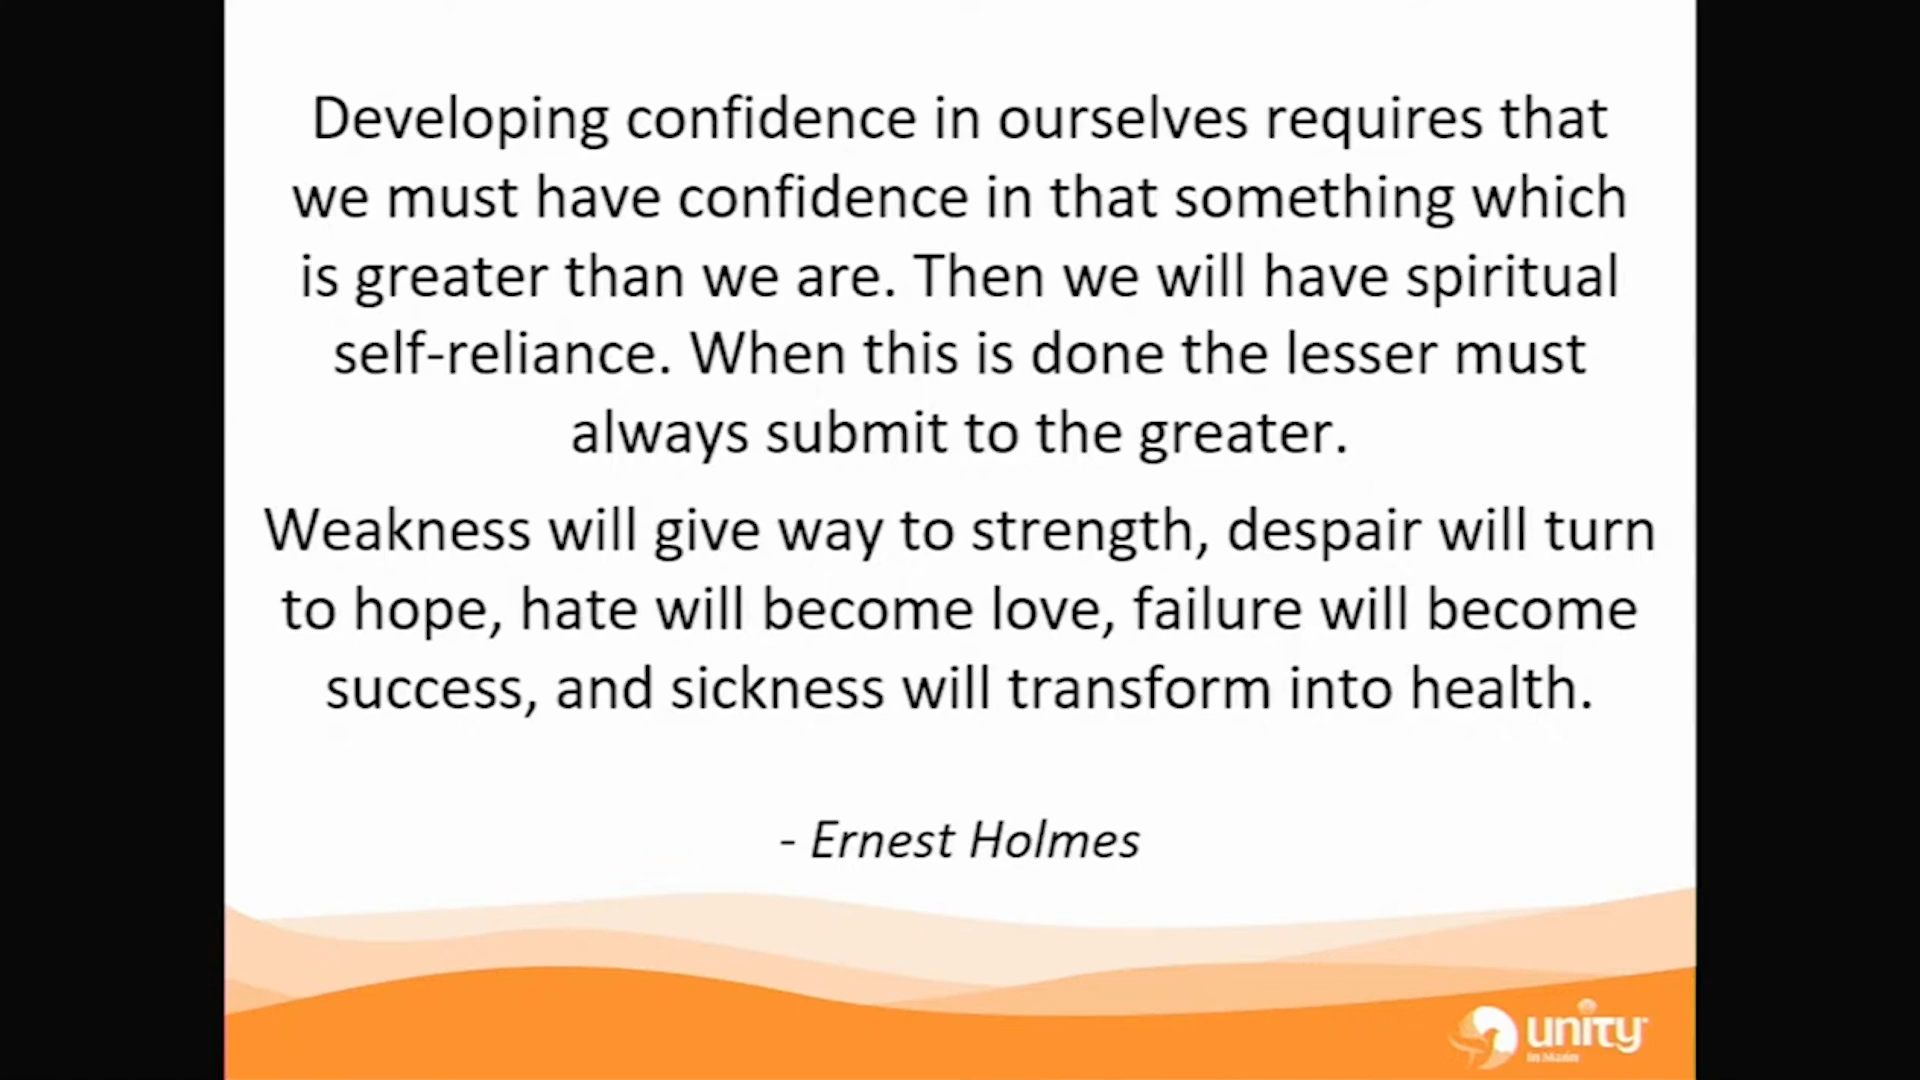 Developing confidence in ourselves requires that
we must have confidence in that something which
is greater than we are. Then we will have spiritual
self-reliance. When this is done the lesser must
always submit to the greater.
Weakness will give way to strength, despair will turn
to hope, hate will become love, failure will become
success, and sickness will transform into health.
- Ernest Holmes
unity
in Marin